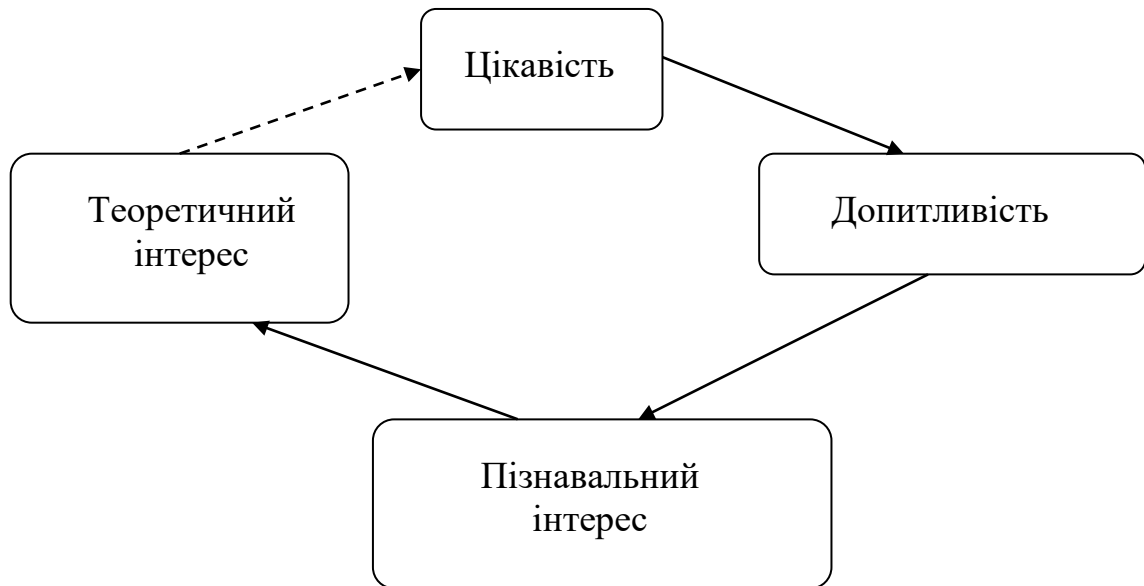 Цікавість
Допитливість
Теоретичний
інтерес
Пізнавальний
інтерес